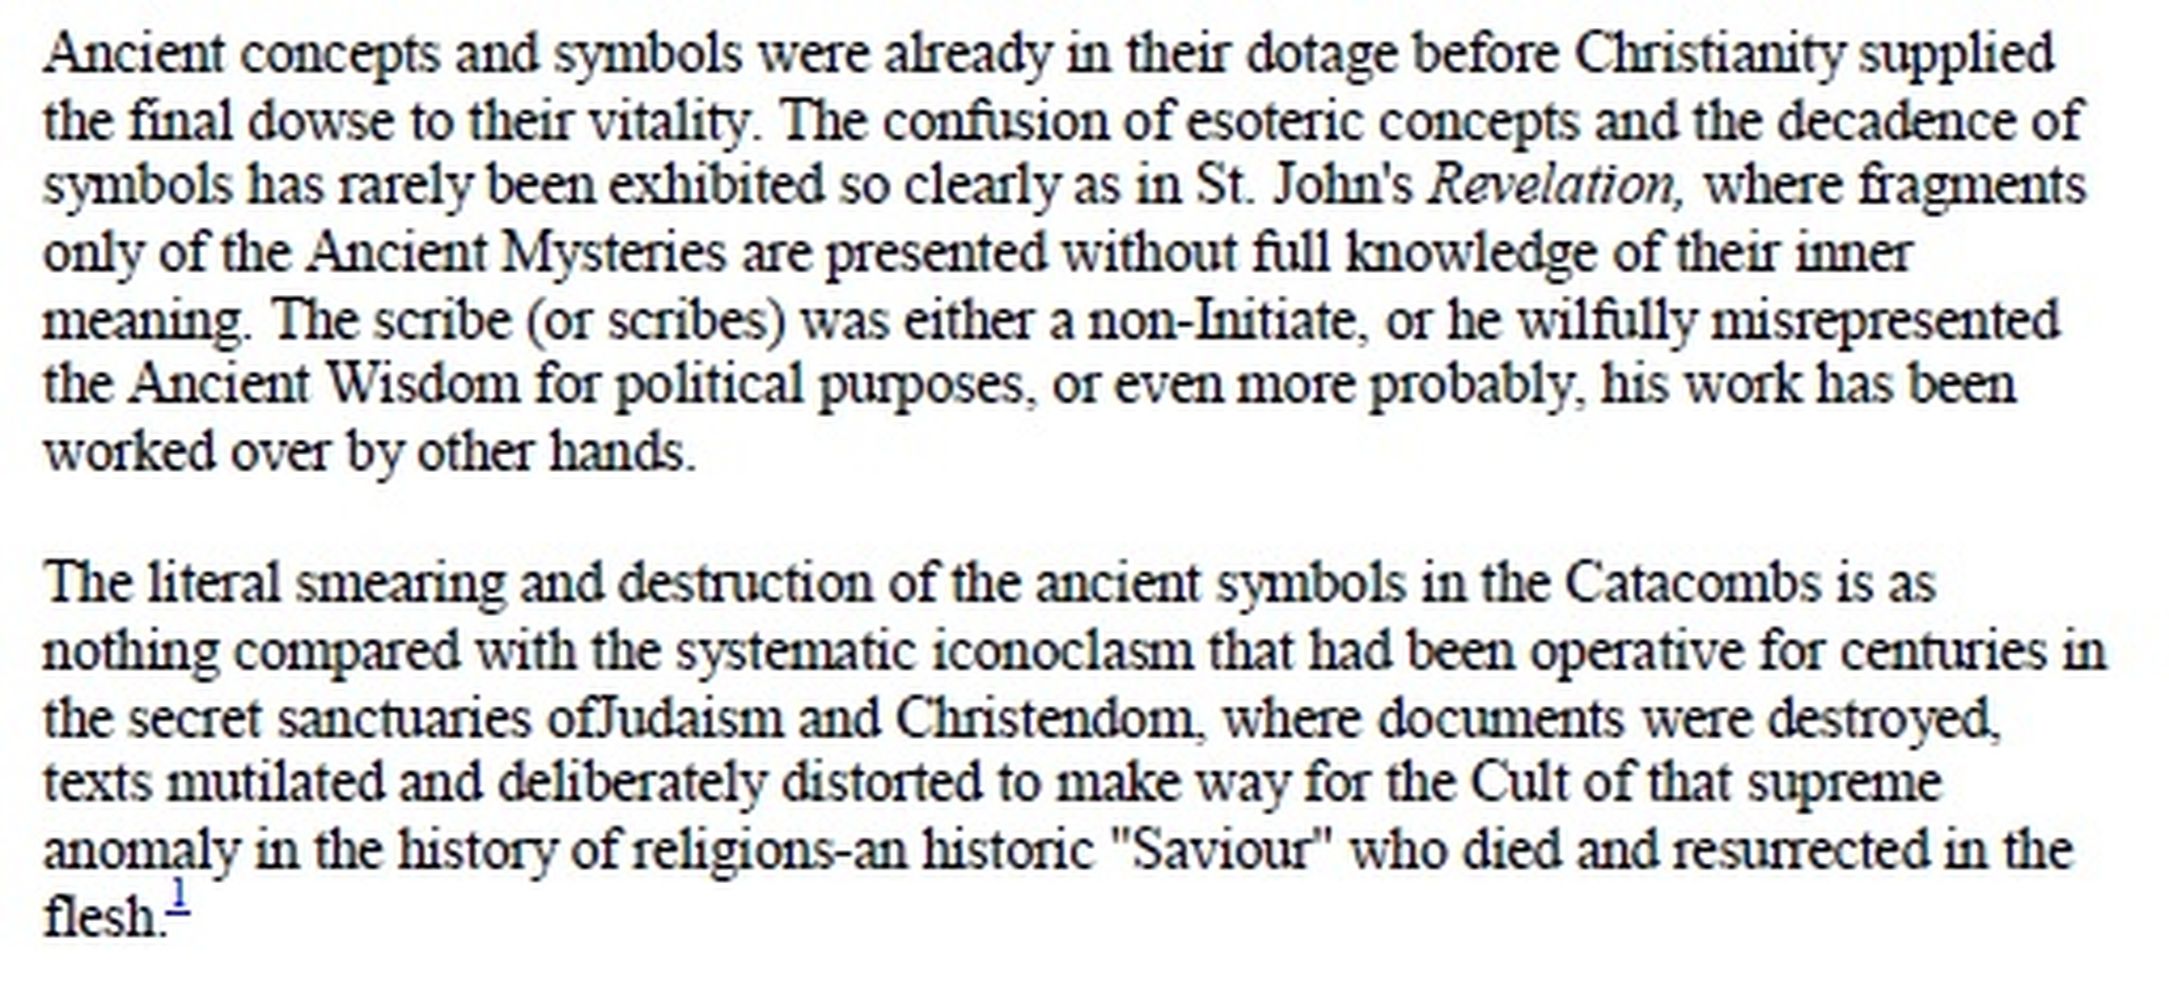 Ancient concepts and symbols were already in their dotage before Christianity supplied
the final dowse to their vitality. The confusion of esoteric concepts and the decadence of
symbols has rarely been exhibited so clearly as in St. John's Revelation, where fragments
only of the Ancient Mysteries are presented without full knowledge of their inner
meaning. The scribe (or scribes) was either a non-Initiate, or he wilfully misrepresented
the Ancient Wisdom for political purposes, or even more probably, his work has been
worked over by other hands.
The literal smearing and destruction of the ancient symbols in the Catacombs is as
nothing compared with the systematic iconoclasm that had been operative for centuries in
the secret sanctuaries ofJudaism and Christendom, where documents were destroyed,
texts mutilated and deliberately distorted to make way for the Cult of that supreme
anomaly in the history of religions-an historic "Saviour" who died and resurrected in the
flesh.1